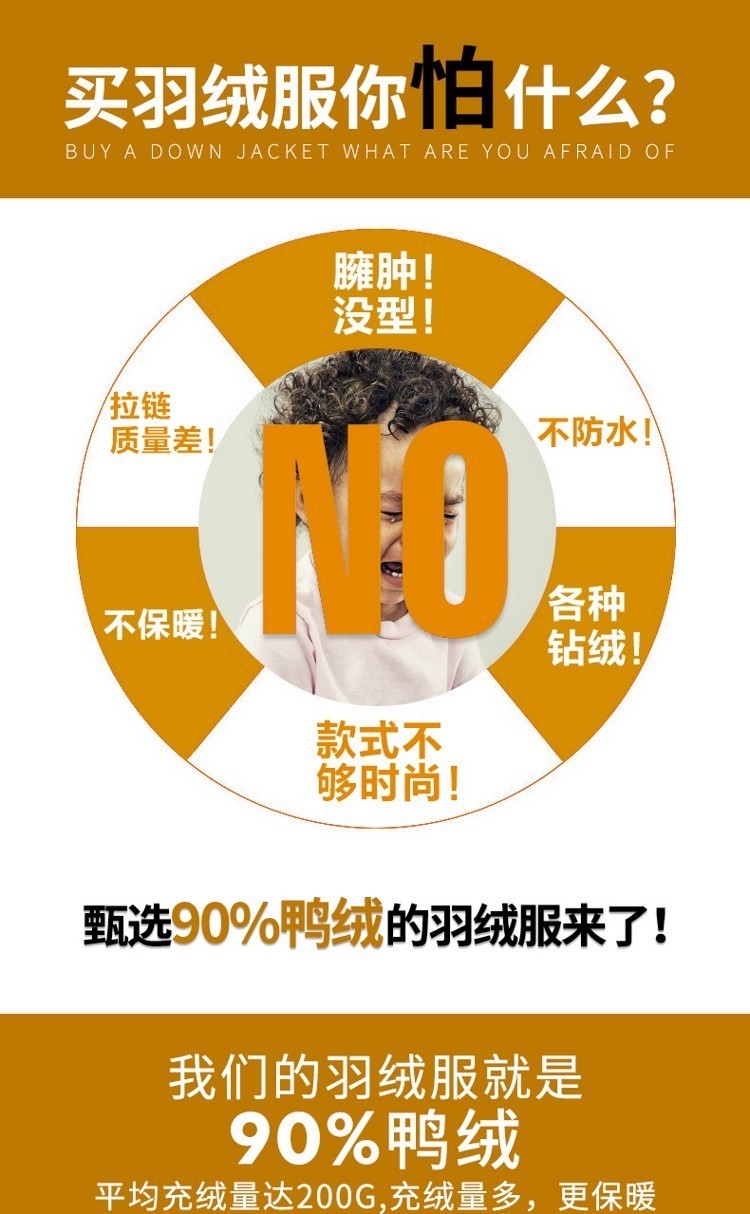 买羽绒服你怕什么?
BUY A DOWN JACKET WHAT ARE YOU AFRAID OF
臃肿!
没型!
拉链
质量差!
不防水!
NO
不保暖!
各种
钻绒!
款式不
够时尚!
甄选90%鸭绒的羽绒服来了!
我们的羽绒服就是
90%鸭绒
平均充绒量达200G,充绒量多，更保暖